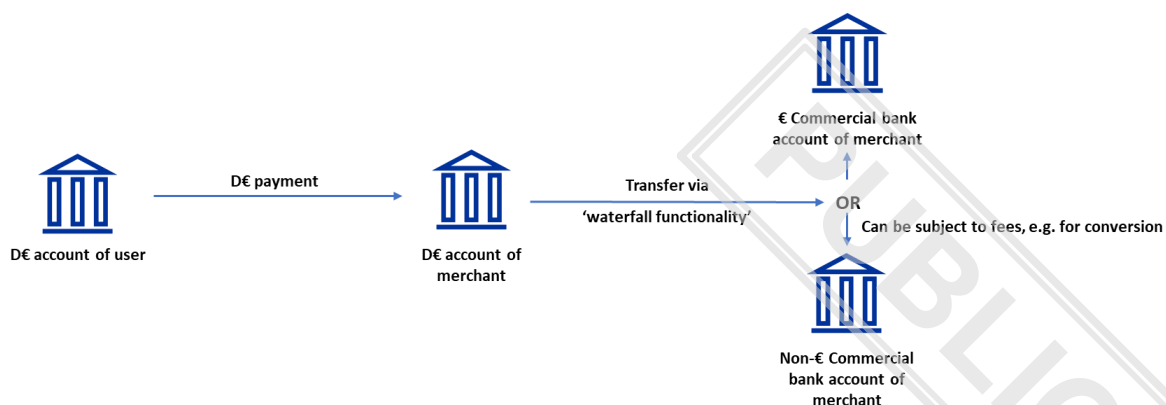 € Commercial bank
account of merchant
D€ payment
Transfer via
OR
‘waterfall functionality’
Can be subject to fees, e.g. for conversion
D€ account of user
D€ account of
merchant
Non-€ Commercial
bank account of
merchant
PUBLIC